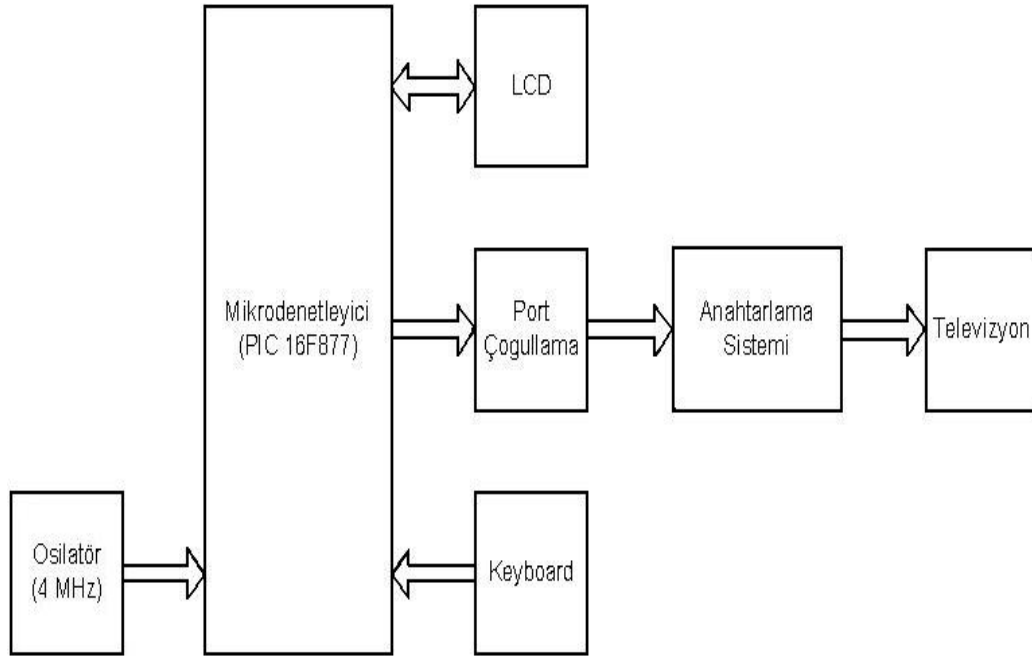 LCD
Mikrodenetleyici
(PIC 16F877)
Port
Çogullama
Anahtarlama
Sistemi
Televizyon
Osilatör
(4 MHz)
Keyboard